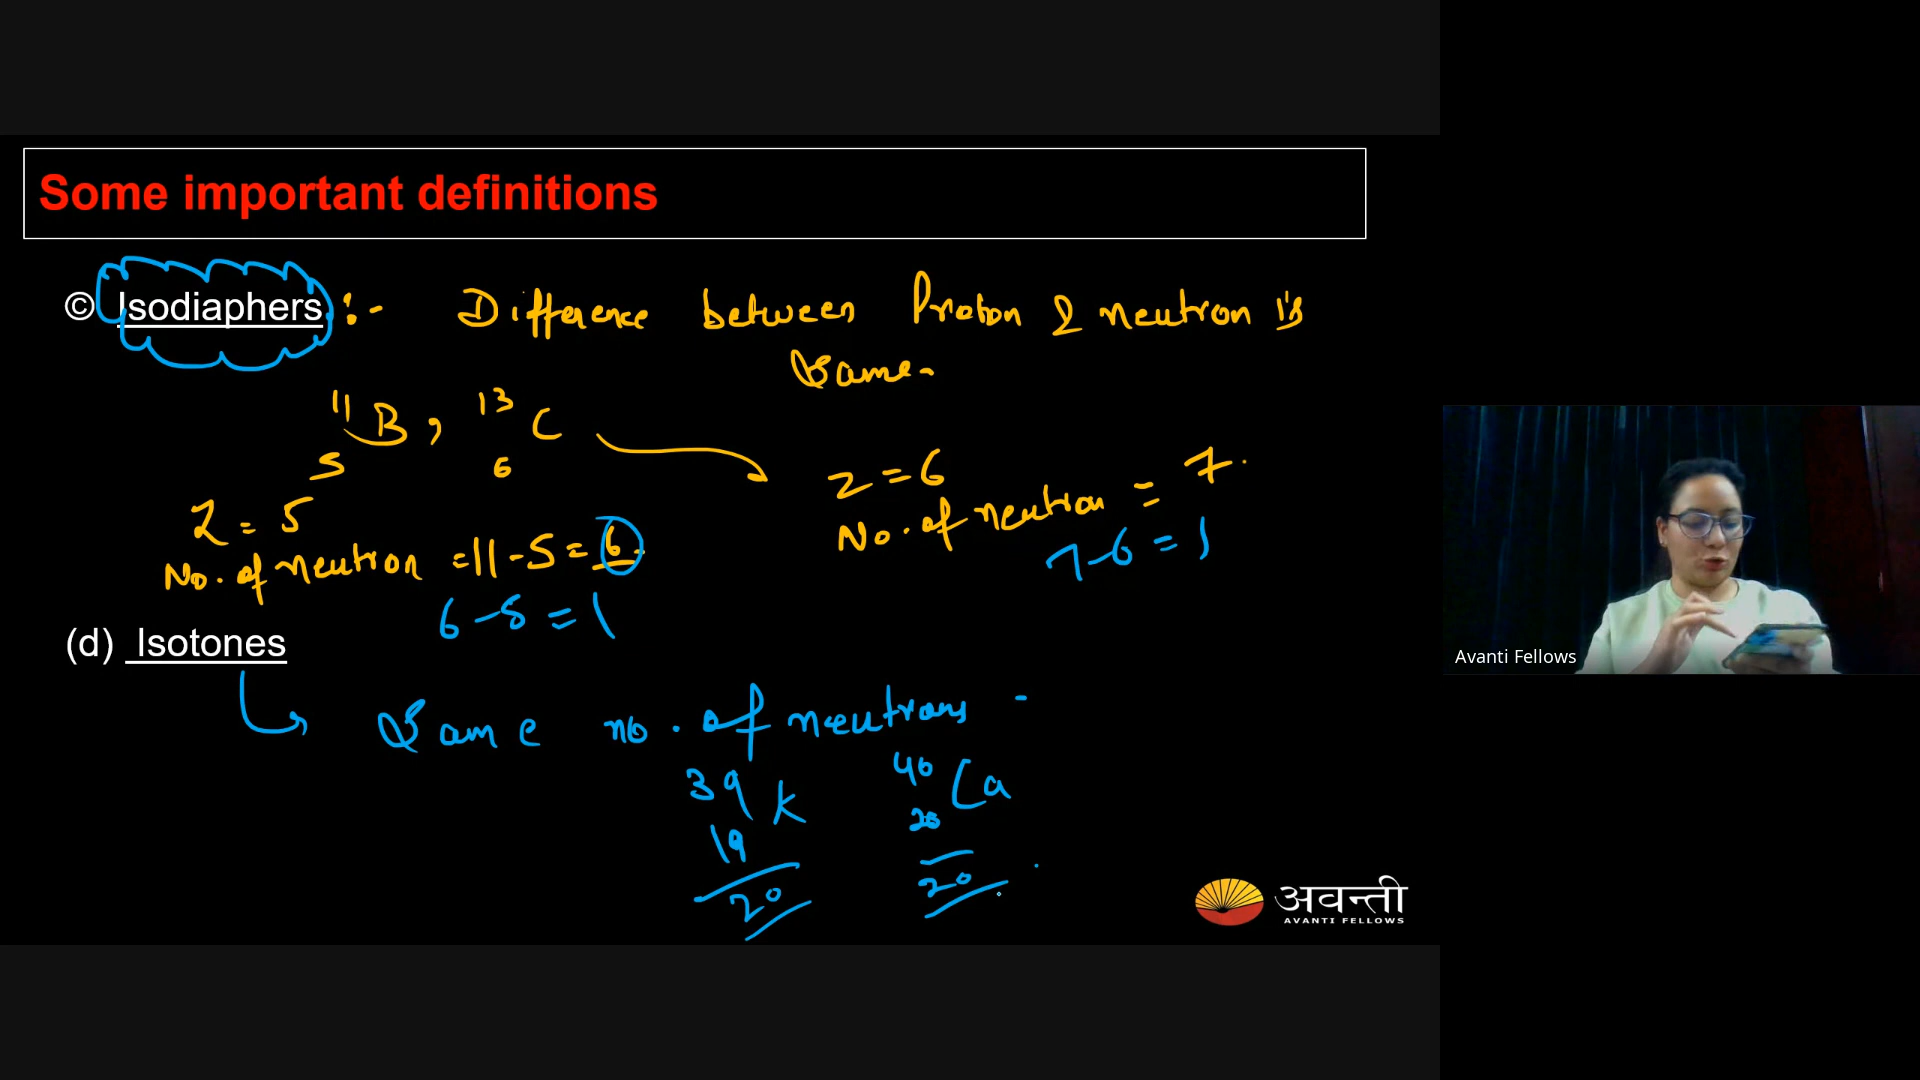 Some important definitions
© Isodiaphers :- Difference between Proton & neutron is
Same.
11 B, 13 C
5 6
Z = 5
No. of neutron = 11 - 5 = 6.
6 - 5 = 1
Z = 6
No. of neutron = 7.
7 - 6 = 1
(d) Isotones
Same no. of neutrons -
39 K 40 Ca
19 20
20 20
Avanti Fellows
अवन्ती
AVANTI FELLOWS